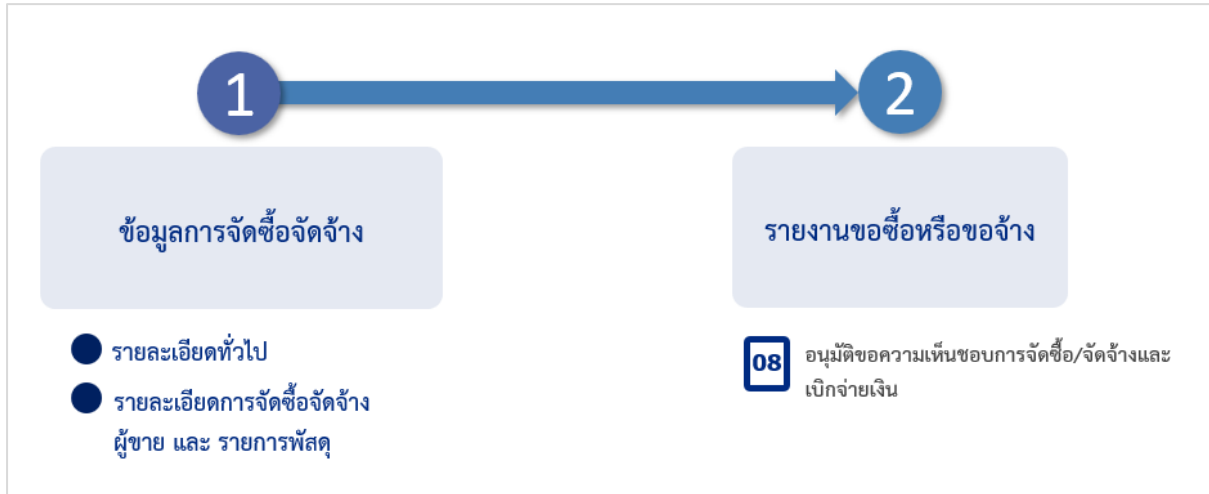 1
2
ข้อมูลการจัดซื้อจัดจ้าง
รายงานขอซื้อหรือขอจ้าง
รายละเอียดทั่วไป
รายละเอียดการจัดซื้อจัดจ้าง
ผู้ขาย และ รายการพัสดุ
08
อนุมัติขอความเห็นชอบการจัดซื้อ/จัดจ้างและ
เบิกจ่ายเงิน